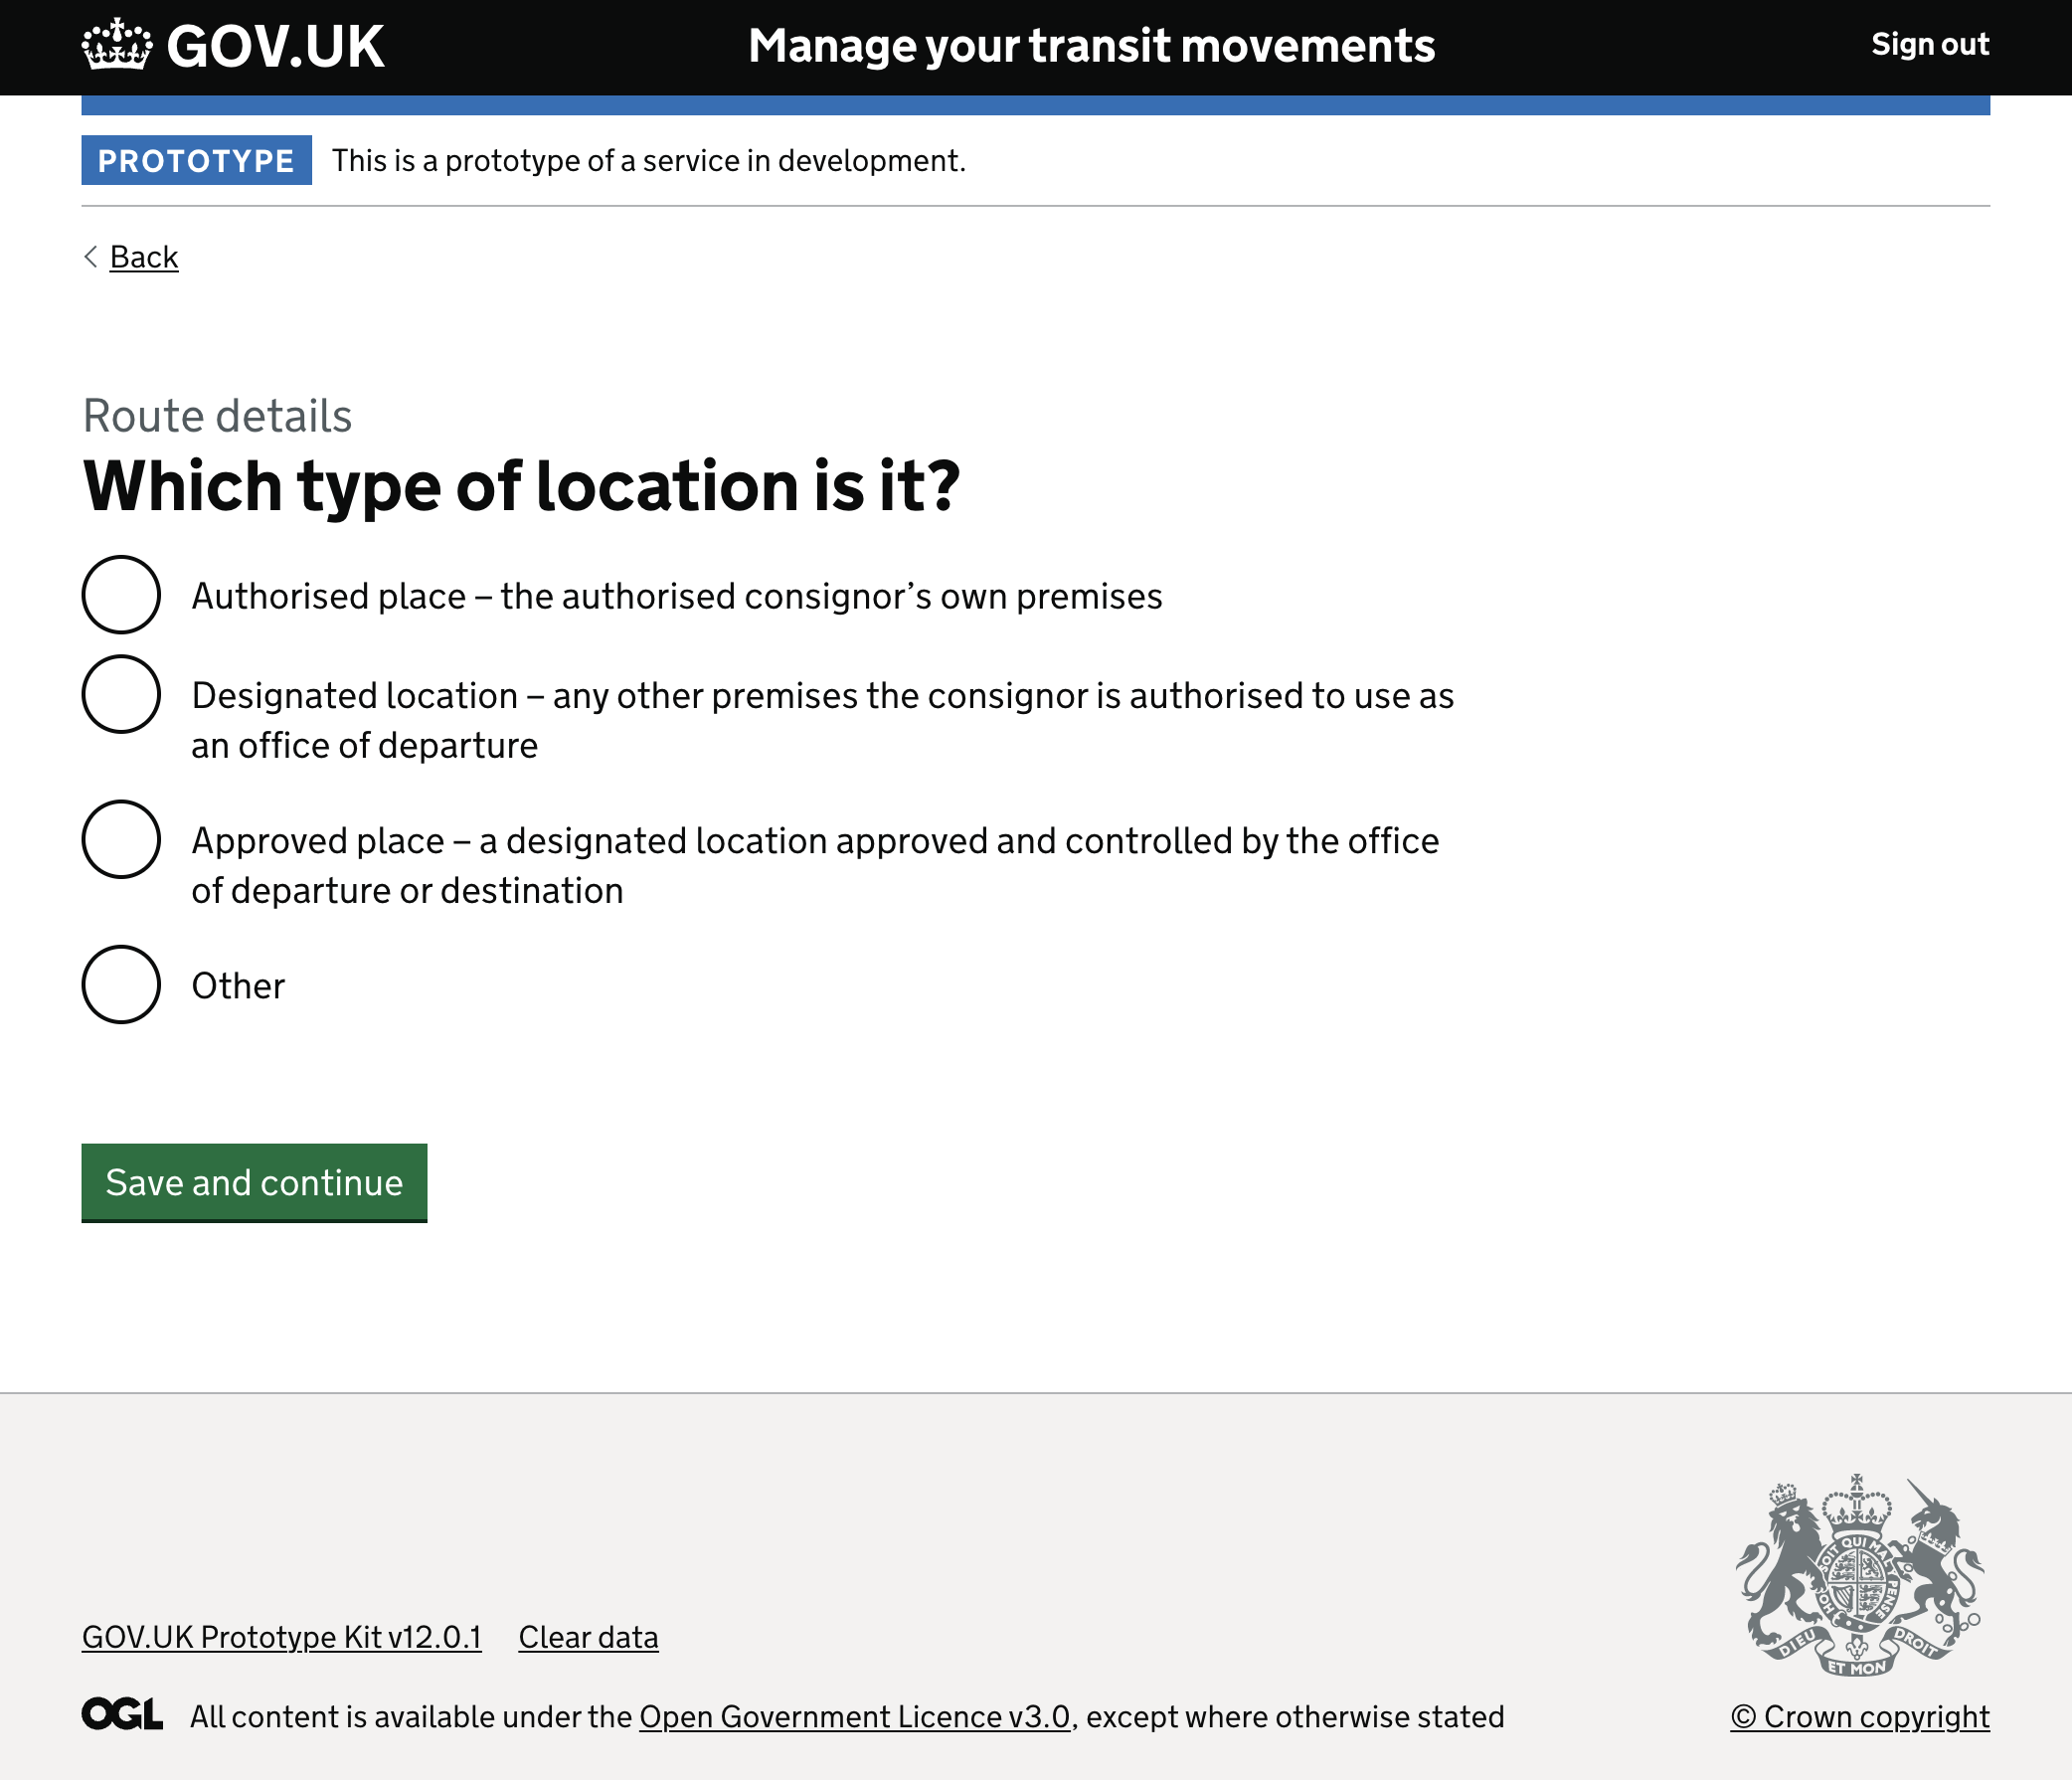 GOV.UK
Manage your transit movements
Sign out
PROTOTYPE This is a prototype of a service in development.
Back
Route details
Which type of location is it?
Authorised place – the authorised consignor’s own premises
Designated location – any other premises the consignor is authorised to use as
an office of departure
Approved place – a designated location approved and controlled by the office
of departure or destination
Other
Save and continue
SOIT QUI MAL
PENSE
HO
DIEU
ET MON
DROIT
GOV.UK Prototype Kit v12.0.1 Clear data
OGL All content is available under the Open Government Licence v3.0, except where otherwise stated
© Crown copyright